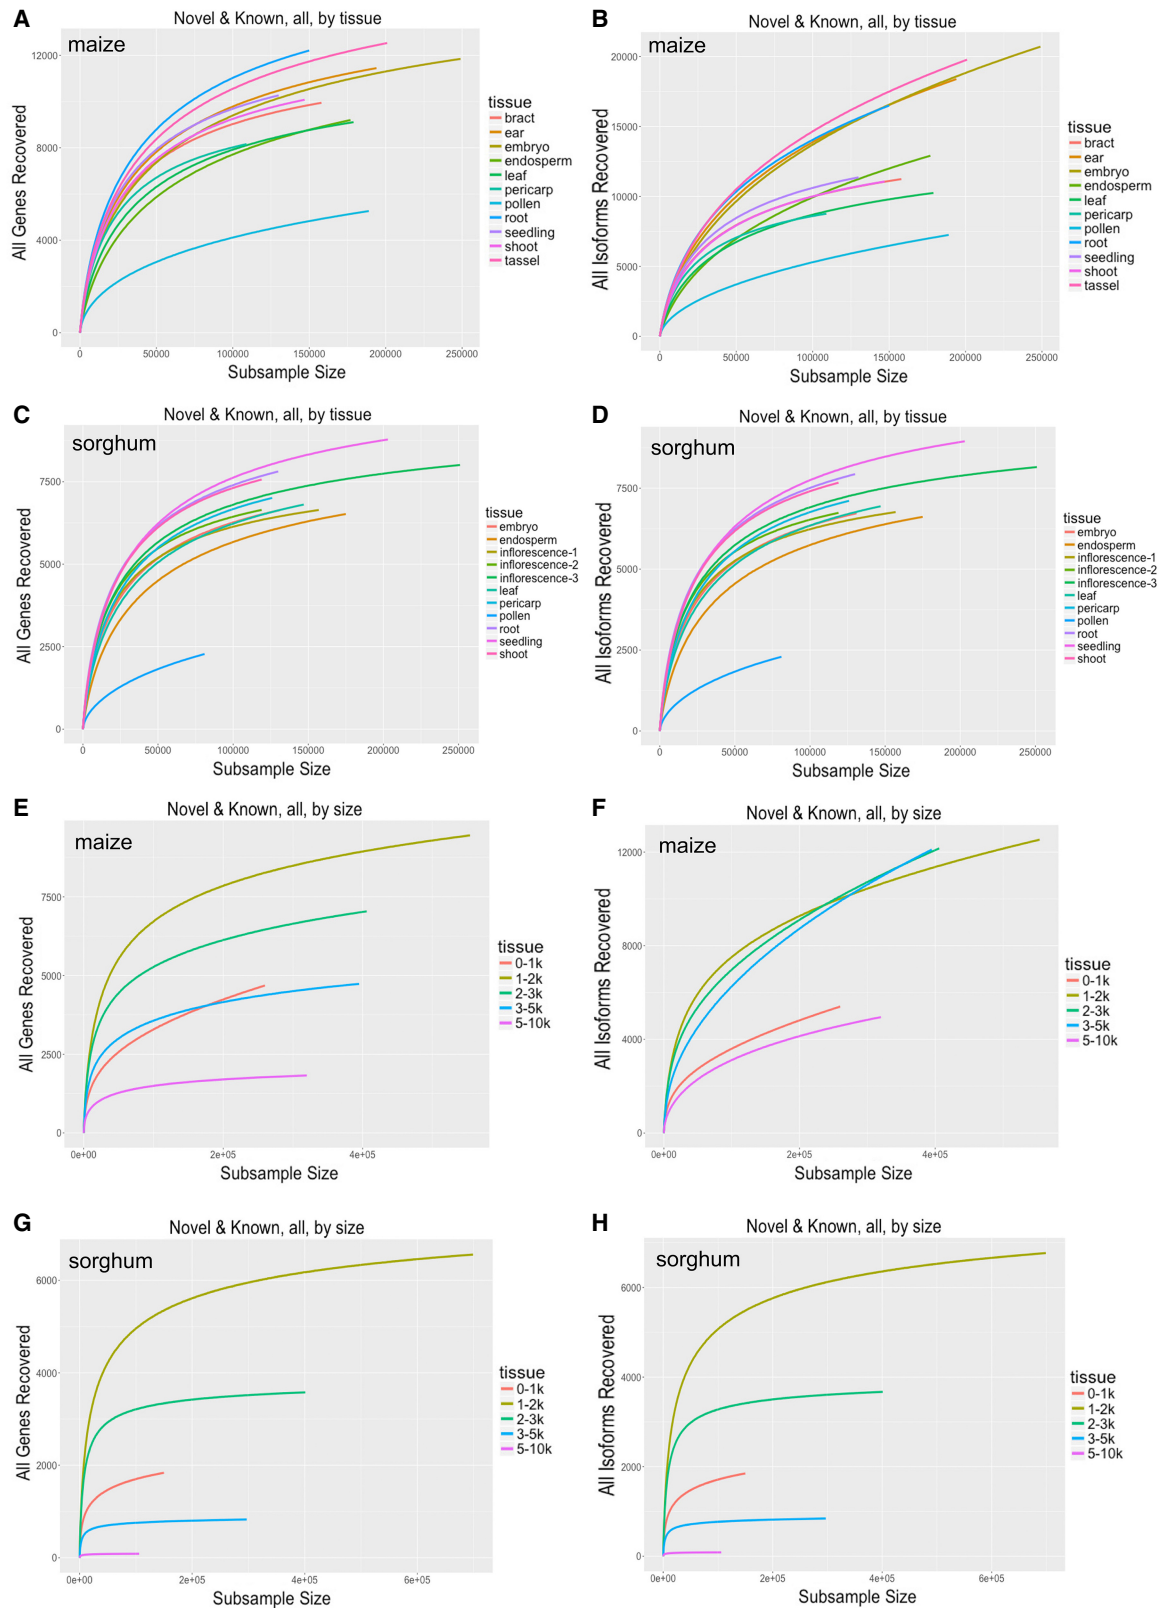 A
Novel & Known, all, by tissue
maize
All Genes Recovered
12000
8000
4000
0
0 50000 100000 150000 200000 250000
Subsample Size
tissue
bract
ear
embryo
endosperm
leaf
pericarp
pollen
root
seedling
shoot
tassel
B
Novel & Known, all, by tissue
maize
All Isoforms Recovered
20000
15000
10000
5000
0
0 50000 100000 150000 200000 250000
Subsample Size
tissue
bract
ear
embryo
endosperm
leaf
pericarp
pollen
root
seedling
shoot
tassel
C
Novel & Known, all, by tissue
sorghum
All Genes Recovered
7500
5000
2500
0
0 50000 100000 150000 200000 250000
Subsample Size
tissue
embryo
endosperm
inflorescence-1
inflorescence-2
inflorescence-3
leaf
pericarp
pollen
root
seedling
shoot
D
Novel & Known, all, by tissue
sorghum
All Isoforms Recovered
7500
5000
2500
0
0 50000 100000 150000 200000 250000
Subsample Size
tissue
embryo
endosperm
inflorescence-1
inflorescence-2
inflorescence-3
leaf
pericarp
pollen
root
seedling
shoot
E
Novel & Known, all, by size
maize
All Genes Recovered
7500
5000
2500
0
0e+00 2e+05 4e+05
Subsample Size
tissue
0-1k
1-2k
2-3k
3-5k
5-10k
F
Novel & Known, all, by size
maize
All Isoforms Recovered
12000
8000
4000
0
0e+00 2e+05 4e+05
Subsample Size
tissue
0-1k
1-2k
2-3k
3-5k
5-10k
G
Novel & Known, all, by size
sorghum
All Genes Recovered
6000
4000
2000
0
0e+00 2e+05 4e+05 6e+05
Subsample Size
tissue
0-1k
1-2k
2-3k
3-5k
5-10k
H
Novel & Known, all, by size
sorghum
All Isoforms Recovered
6000
4000
2000
0
0e+00 2e+05 4e+05 6e+05
Subsample Size
tissue
0-1k
1-2k
2-3k
3-5k
5-10k